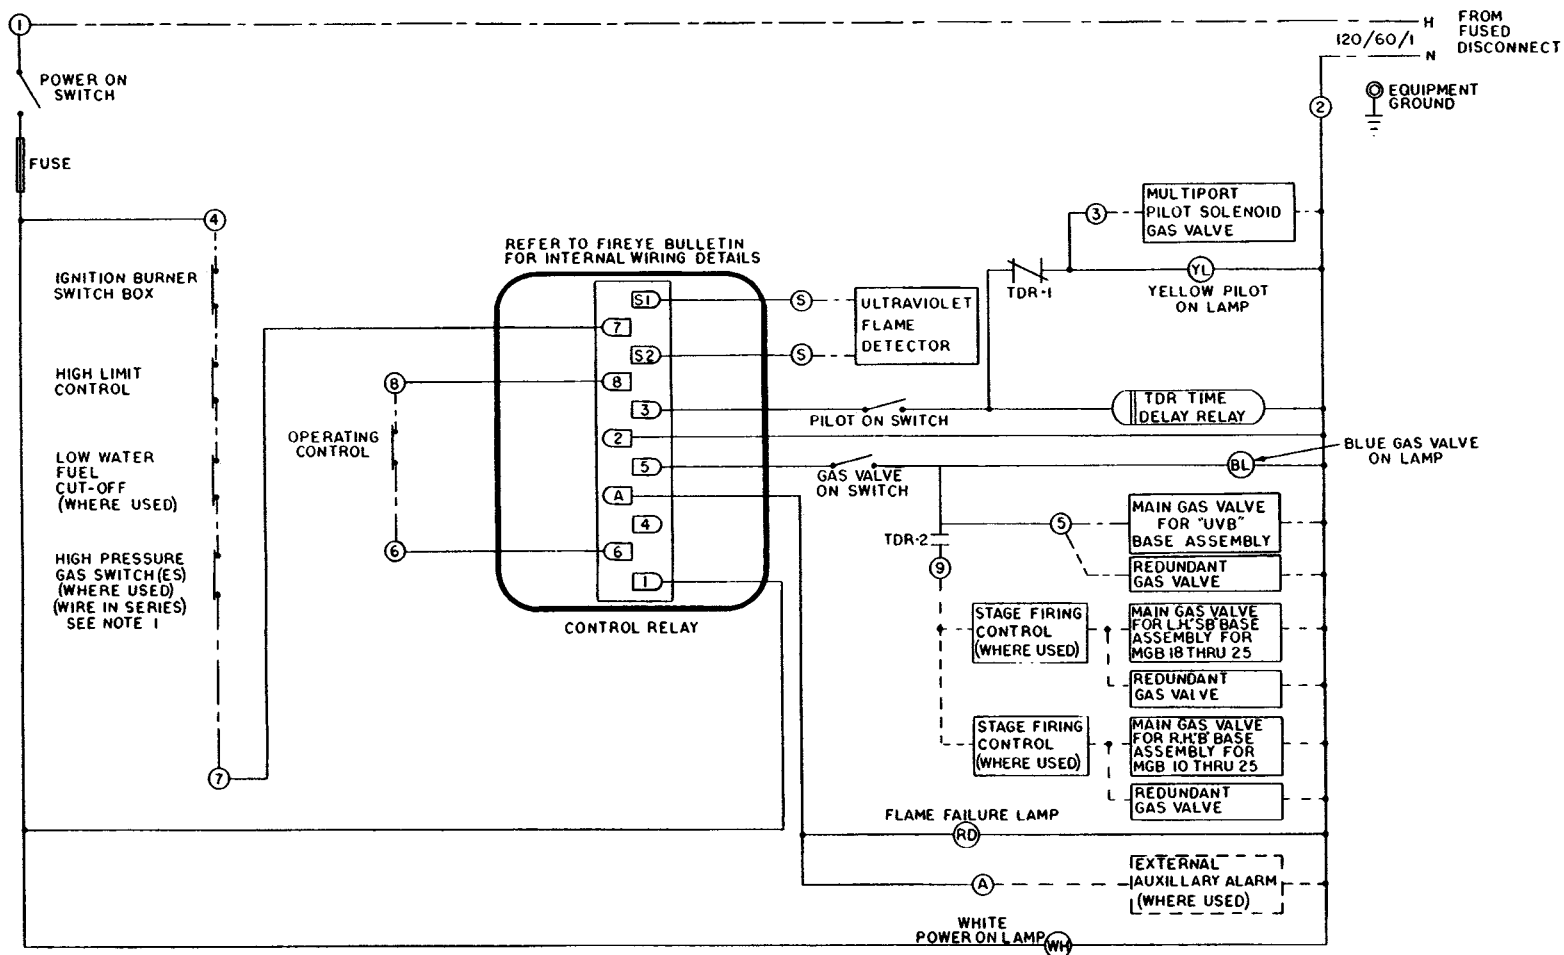 1
H
FROM
FUSED
DISCONNECT
120/60/1
N
POWER ON
SWITCH
2
EQUIPMENT
GROUND
FUSE
4
3
MULTIPORT
PILOT SOLENOID
GAS VALVE
REFER TO FIREYE BULLETIN
FOR INTERNAL WIRING DETAILS
IGNITION BURNER
SWITCH BOX
TDR-1
YL
YELLOW PILOT
ON LAMP
S1
S
ULTRAVIOLET
FLAME
DETECTOR
7
S2
S
HIGH LIMIT
CONTROL
8
8
3
PILOT ON SWITCH
TDR TIME
DELAY RELAY
OPERATING
CONTROL
2
BLUE GAS VALVE
ON LAMP
LOW WATER
FUEL
CUT-OFF
(WHERE USED)
5
GAS VALVE
ON SWITCH
BL
A
4
TDR-2
5
MAIN GAS VALVE
FOR "UVB"
BASE ASSEMBLY
6
6
HIGH PRESSURE
GAS SWITCH(ES)
(WHERE USED)
(WIRE IN SERIES)
SEE NOTE 1
9
REDUNDANT
GAS VALVE
1
CONTROL RELAY
STAGE FIRING
CONTROL
(WHERE USED)
MAIN GAS VALVE
FOR L.H."SB" BASE
ASSEMBLY FOR
MGB 18 THRU 25
REDUNDANT
GAS VALVE
STAGE FIRING
CONTROL
(WHERE USED)
MAIN GAS VALVE
FOR R.H."B" BASE
ASSEMBLY FOR
MGB 10 THRU 25
7
REDUNDANT
GAS VALVE
FLAME FAILURE LAMP
RD
A
EXTERNAL
AUXILLARY ALARM
(WHERE USED)
WHITE
POWER ON LAMP
WH